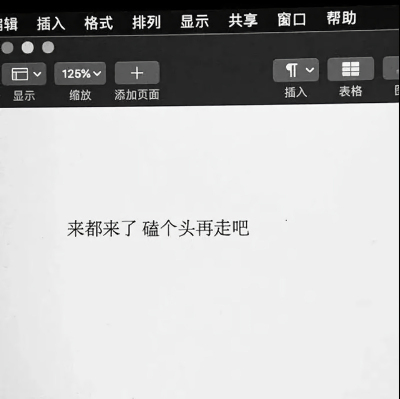 编辑 插入 格式 排列 显示 共享 窗口 帮助
125%
显示 缩放 添加页面 插入 表格
来都来了 磕个头再走吧